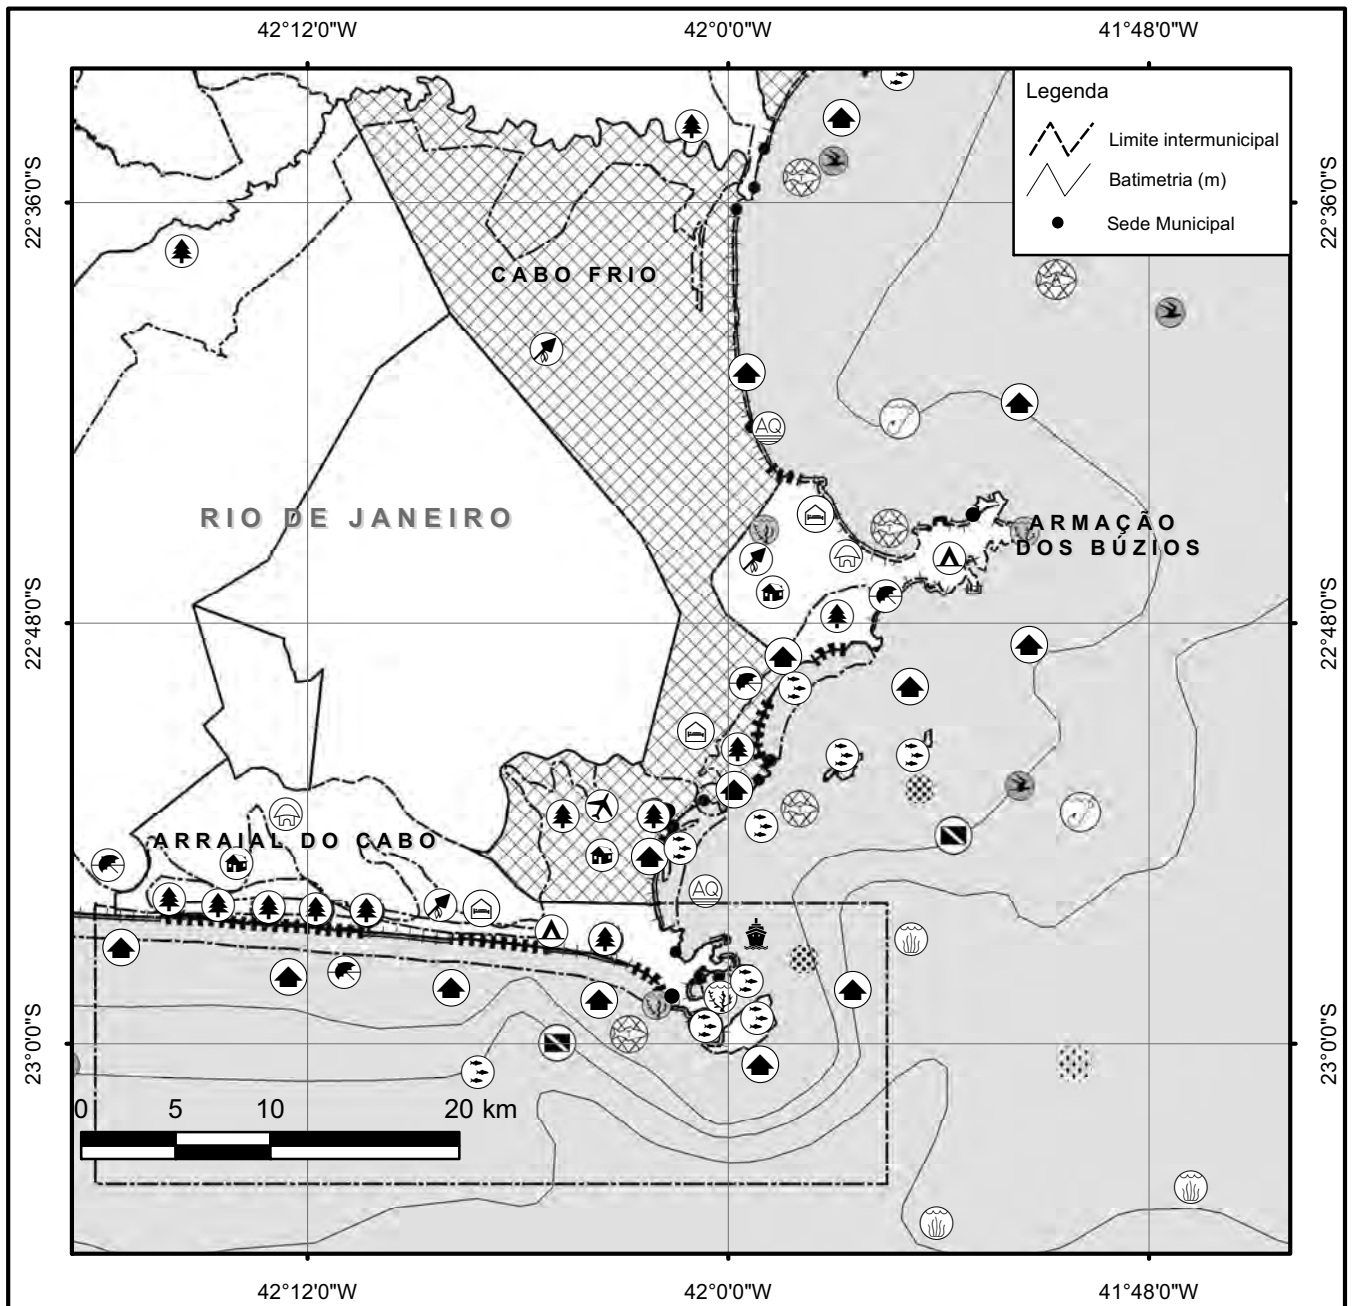 42°12'0"W 42°0'0"W 41°48'0"W
Legenda
Limite intermunicipal
Batimetria (m)
Sede Municipal
22°36'0"S 22°36'0"S
CABO FRIO
AQ
RIO DE JANEIRO
ARMAÇÃO
DOS BÚZIOS
22°48'0"S 22°48'0"S
ARRAIAL DO CABO
AQ
23°0'0"S 23°0'0"S
0 5 10 20 km
42°12'0"W 42°0'0"W 41°48'0"W